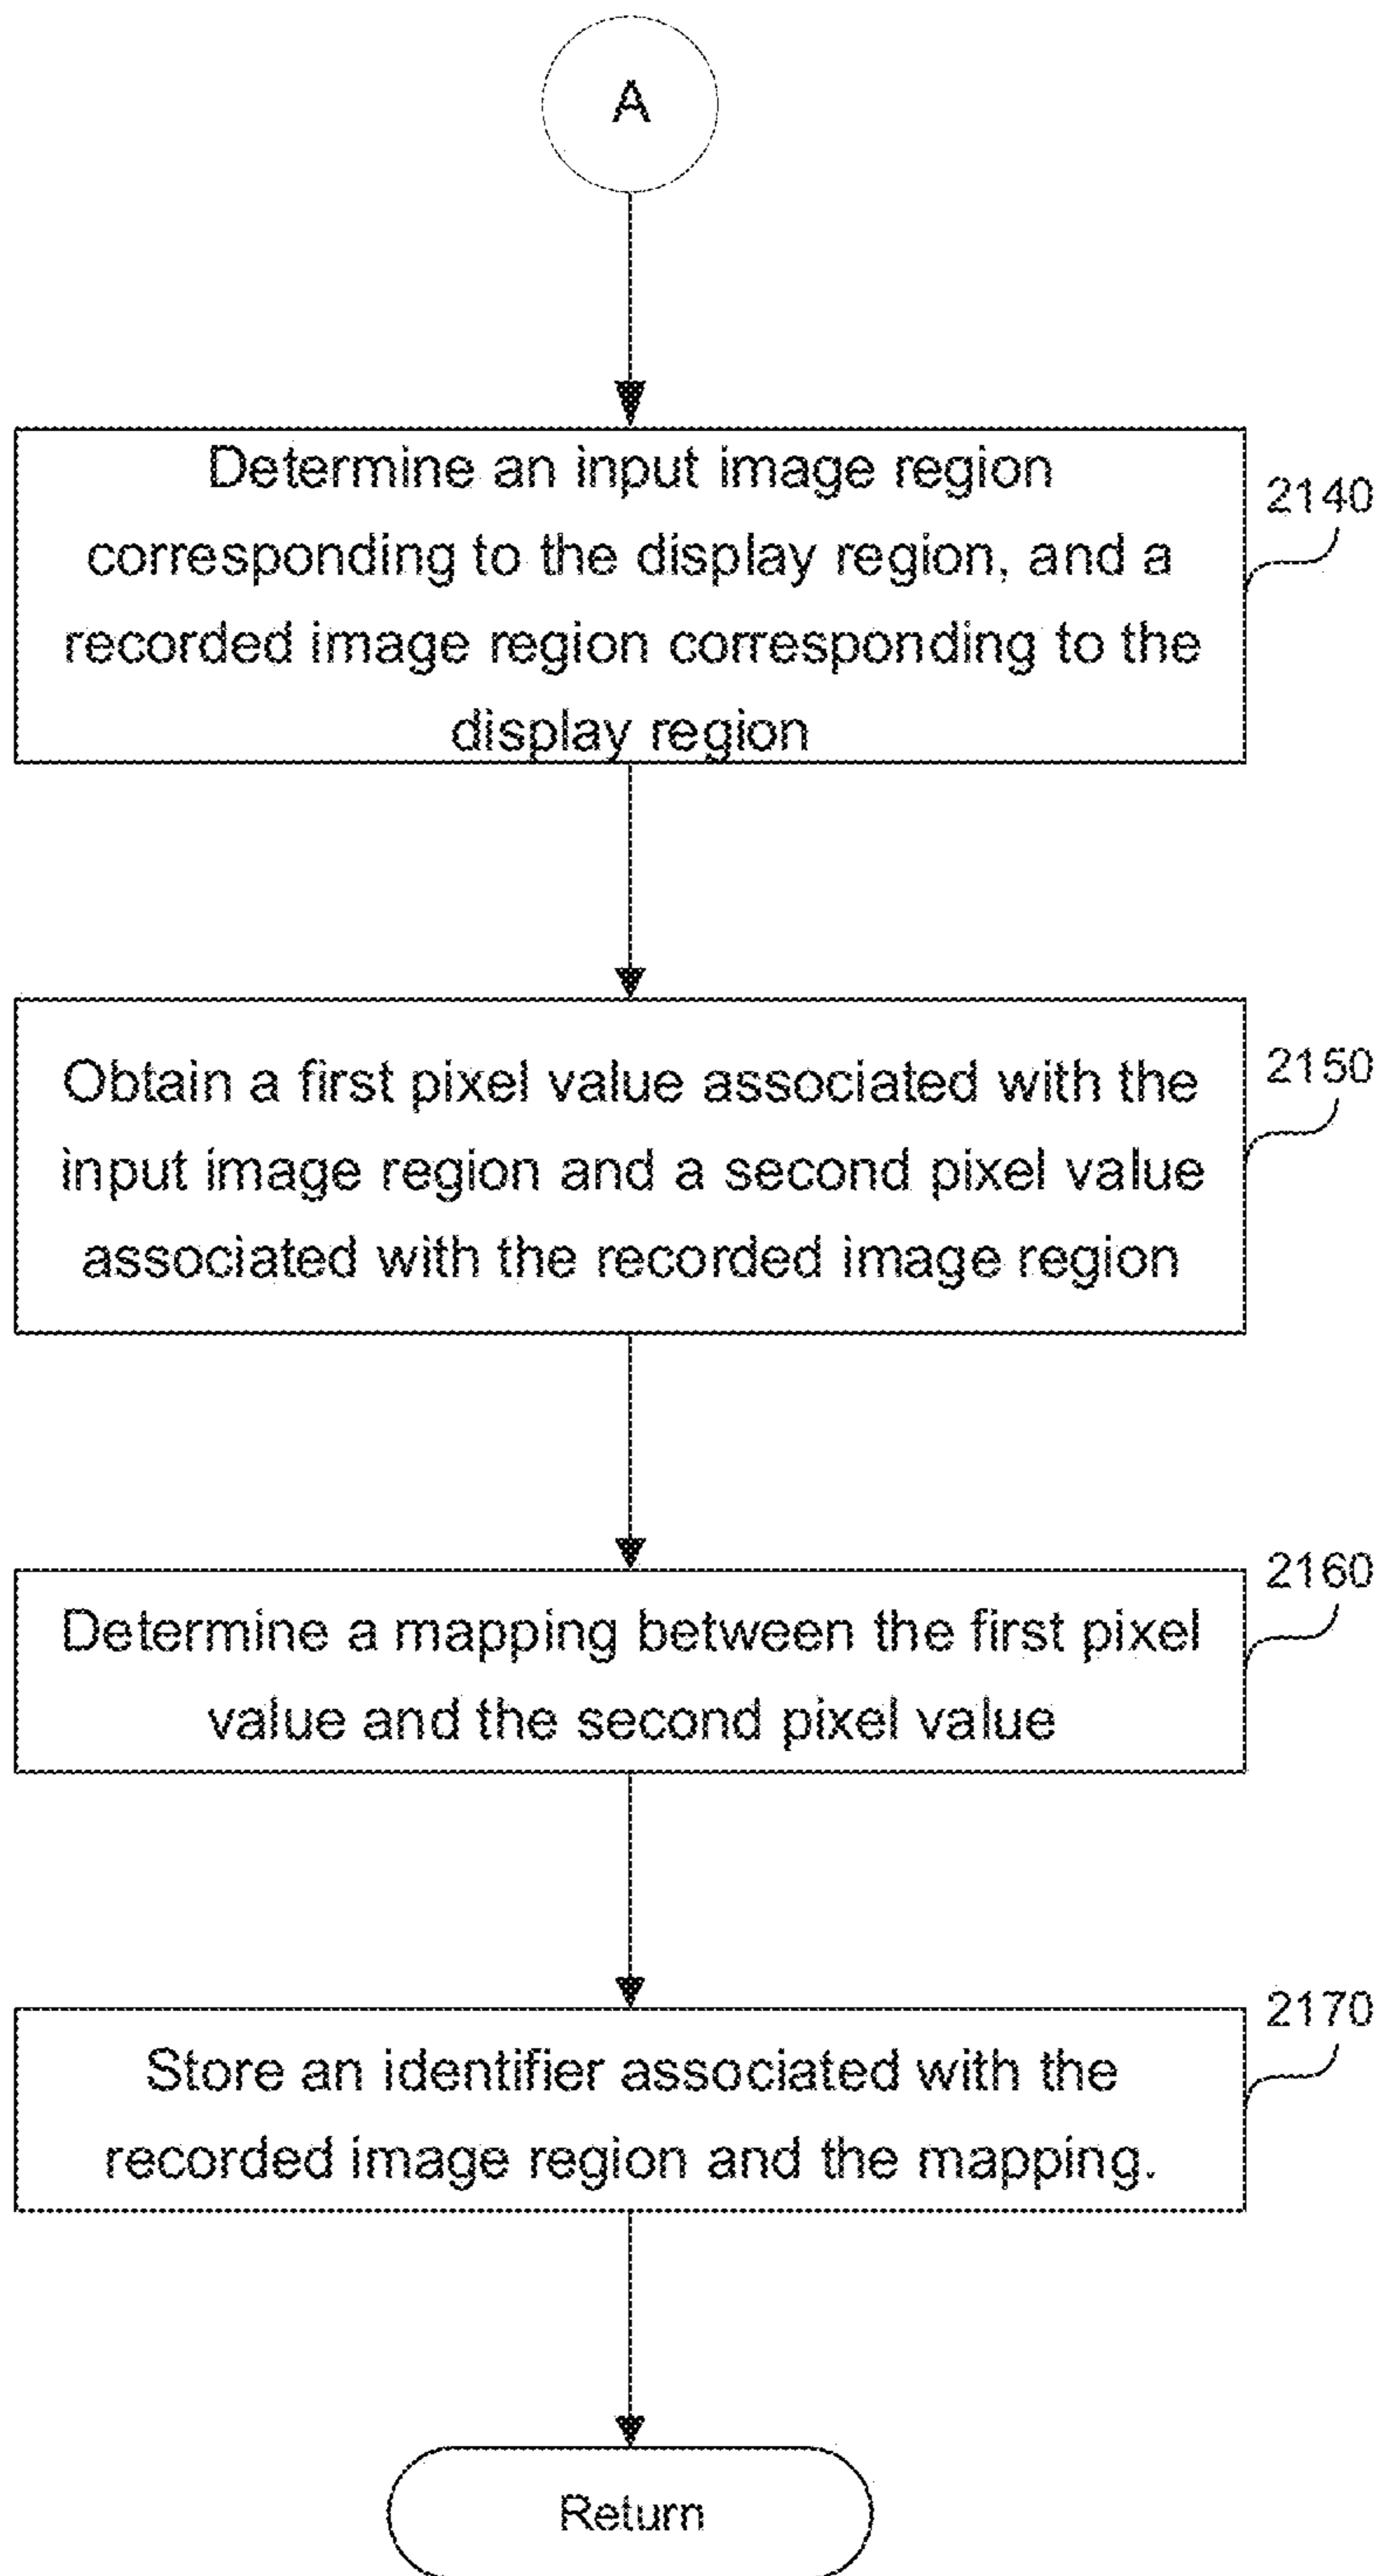 A
Determine an input image region
corresponding to the display region, and a
recorded image region corresponding to the
display region
2140
Obtain a first pixel value associated with the
input image region and a second pixel value
associated with the recorded image region
2150
Determine a mapping between the first pixel
value and the second pixel value
2160
Store an identifier associated with the
recorded image region and the mapping.
2170
Return